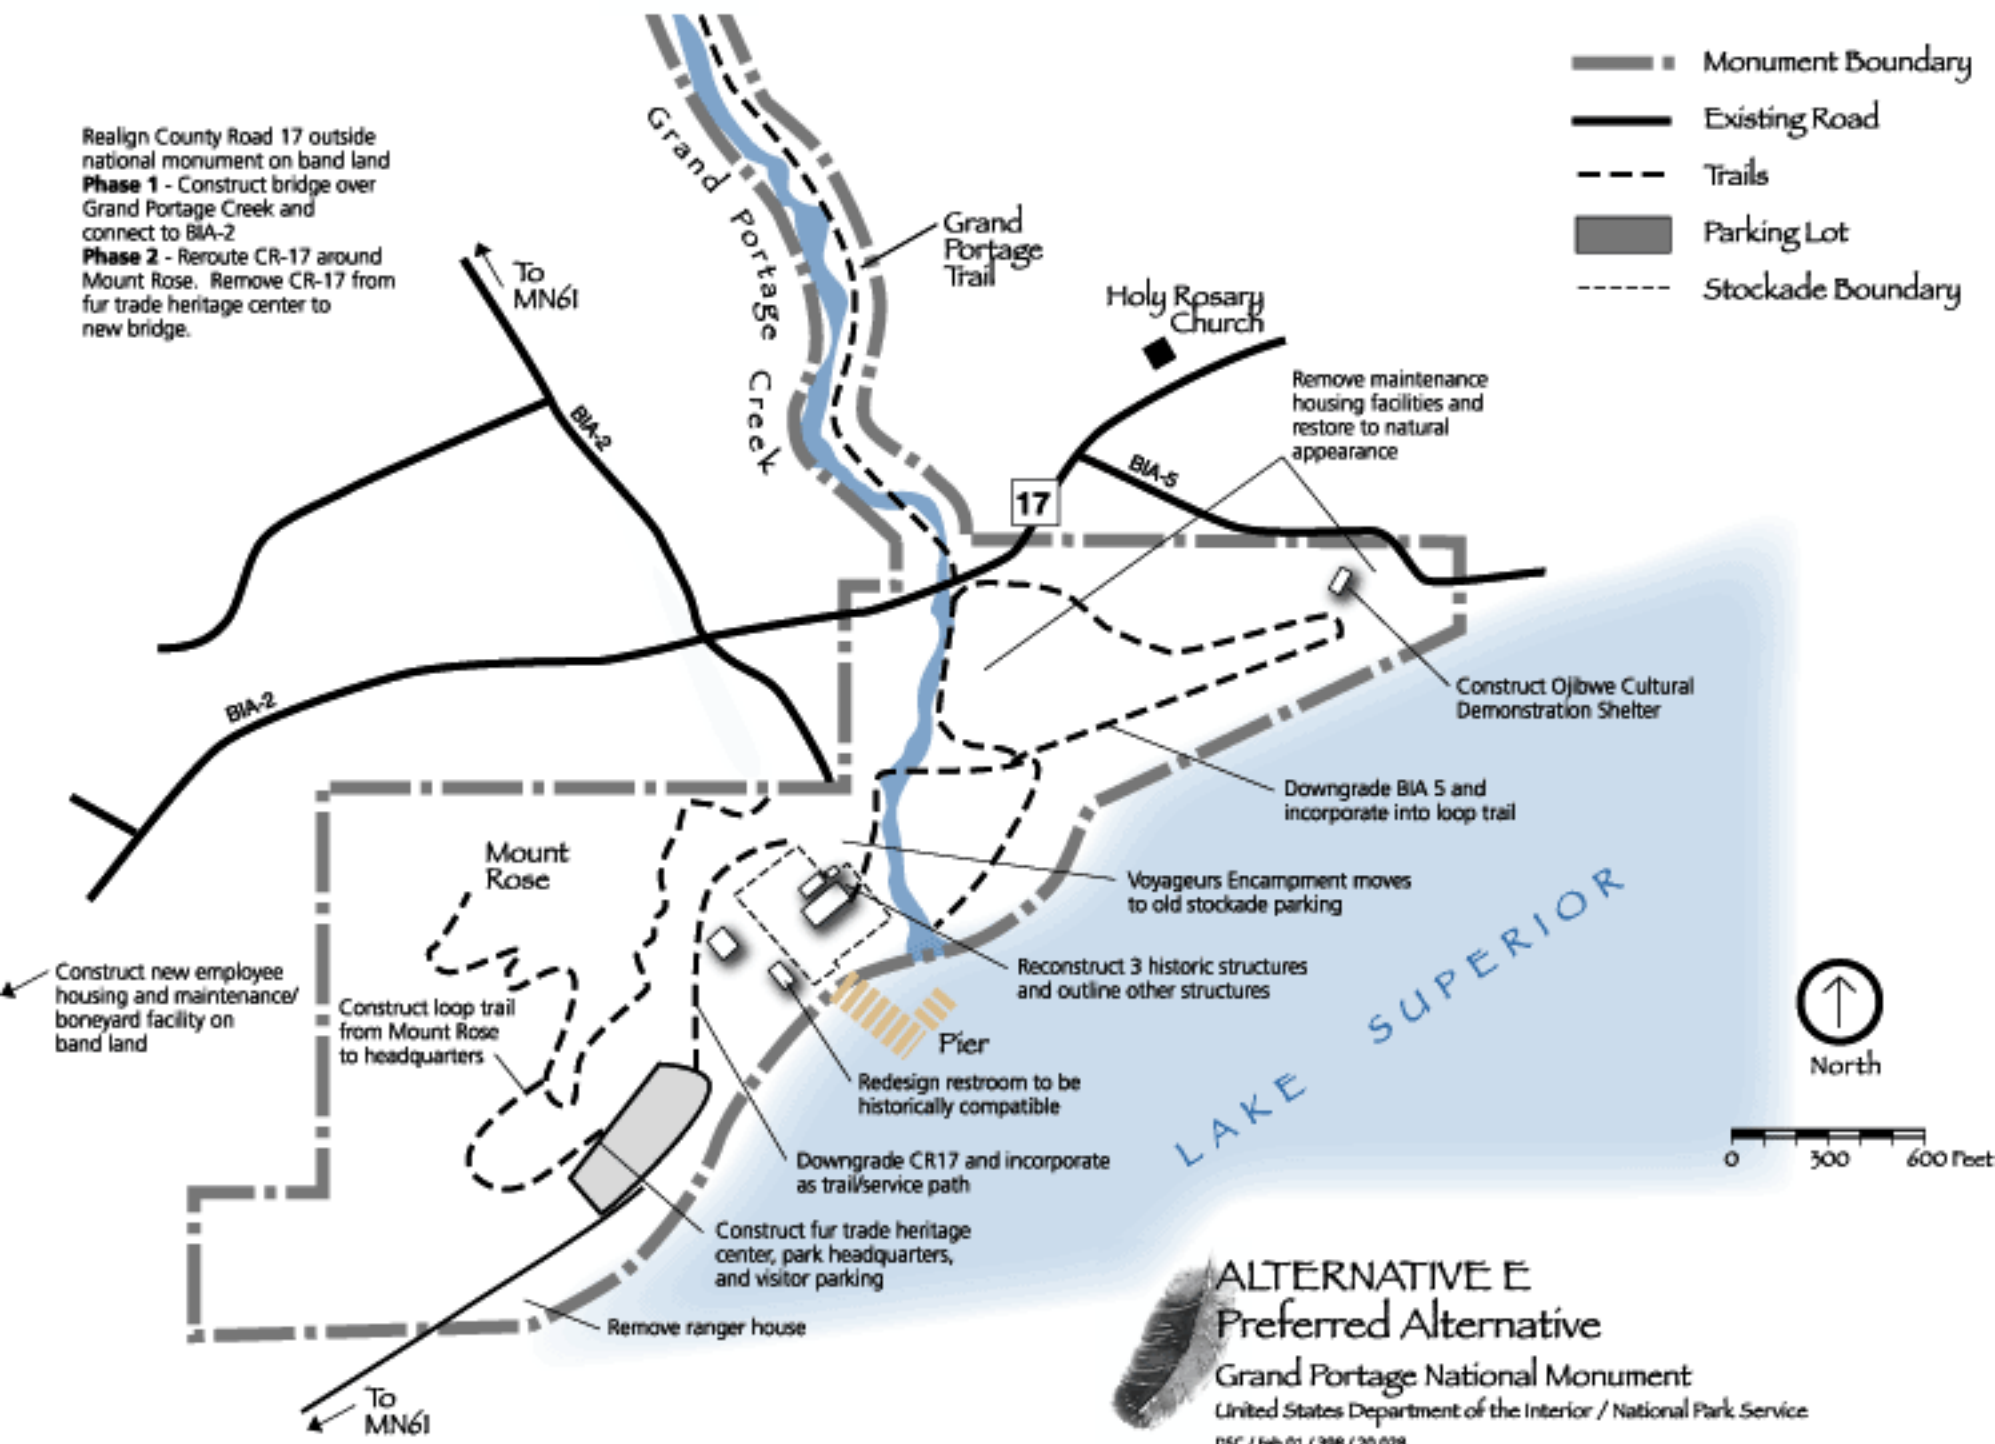 Monument Boundary
Existing Road
Trails
Parking Lot
Stockade Boundary
Realign County Road 17 outside
national monument on band land
Phase 1 - Construct bridge over
Grand Portage Creek and
connect to BIA-2
Phase 2 - Reroute CR-17 around
Mount Rose. Remove CR-17 from
fur trade heritage center to
new bridge.
Grand Portage Creek
Grand
Portage
Trail
To
MN61
Holy Rosary
Church
Remove maintenance
housing facilities and
restore to natural
appearance
BIA-2
BIA-5
17
BIA-2
Construct Ojibwe Cultural
Demonstration Shelter
Downgrade BIA 5 and
incorporate into loop trail
Mount
Rose
Voyageurs Encampment moves
to old stockade parking
LAKE SUPERIOR
Construct new employee
housing and maintenance/
boneyard facility on
band land
Construct loop trail
from Mount Rose
to headquarters
Reconstruct 3 historic structures
and outline other structures
Pier
North
Redesign restroom to be
historically compatible
0 300 600 Feet
Downgrade CR17 and incorporate
as trail/service path
Construct fur trade heritage
center, park headquarters,
and visitor parking
Remove ranger house
To
MN61
ALTERNATIVE E
Preferred Alternative
Grand Portage National Monument
United States Department of the Interior / National Park Service